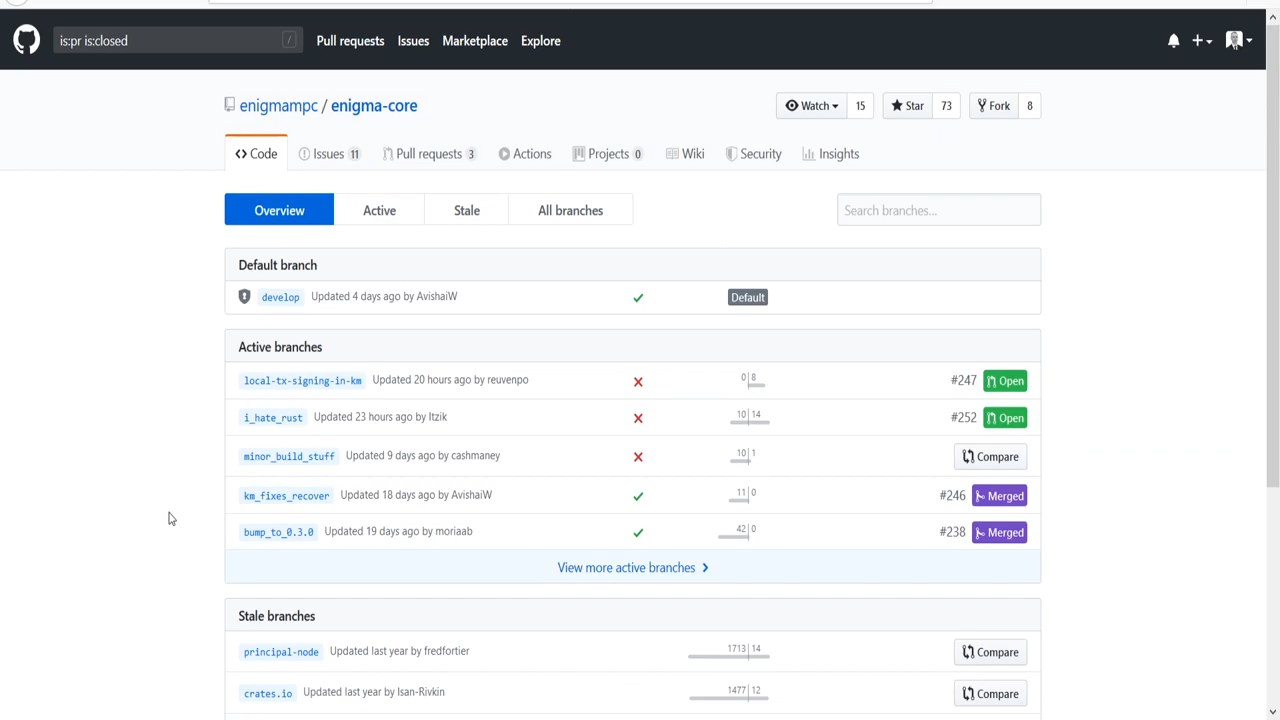 is:pr is:closed / Pull requests Issues Marketplace Explore
enigmampc / enigma-core Watch 15 Star 73 Fork 8
Code Issues 11 Pull requests 3 Actions Projects 0 Wiki Security Insights
Overview Active Stale All branches Search branches...
Default branch
develop Updated 4 days ago by AvishaiW Default
Active branches
local-tx-signing-in-km Updated 20 hours ago by reuvenpo 0 8 #247 Open
i_hate_rust Updated 23 hours ago by Itzik 10 14 #252 Open
minor_build_stuff Updated 9 days ago by cashmaney 10 1 Compare
km_fixes_recover Updated 18 days ago by AvishaiW 11 0 #246 Merged
bump_to_0.3.0 Updated 19 days ago by moriaab 42 0 #238 Merged
View more active branches
Stale branches
principal-node Updated last year by fredfortier 1713 14 Compare
crates.io Updated last year by Isan-Rivkin 1477 12 Compare